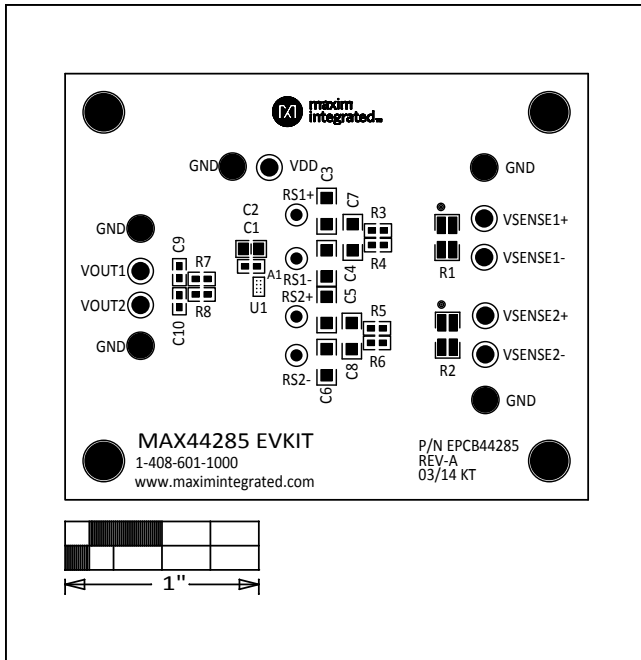 maxim
integrated™
GND
VDD
C3
RS1+
C7
R3
GND
GND
C9
C2
C1
R4
VSENSE1+
VOUT1
R7
A1
RS1-
C4
R1
VSENSE1-
VOUT2
R8
U1
RS2+
C5
R5
VSENSE2+
GND
C10
RS2-
C6
C8
R6
R2
VSENSE2-
GND
MAX44285 EVKIT
1-408-601-1000
www.maximintegrated.com
P/N EPCB44285
REV-A
03/14 KT
1"